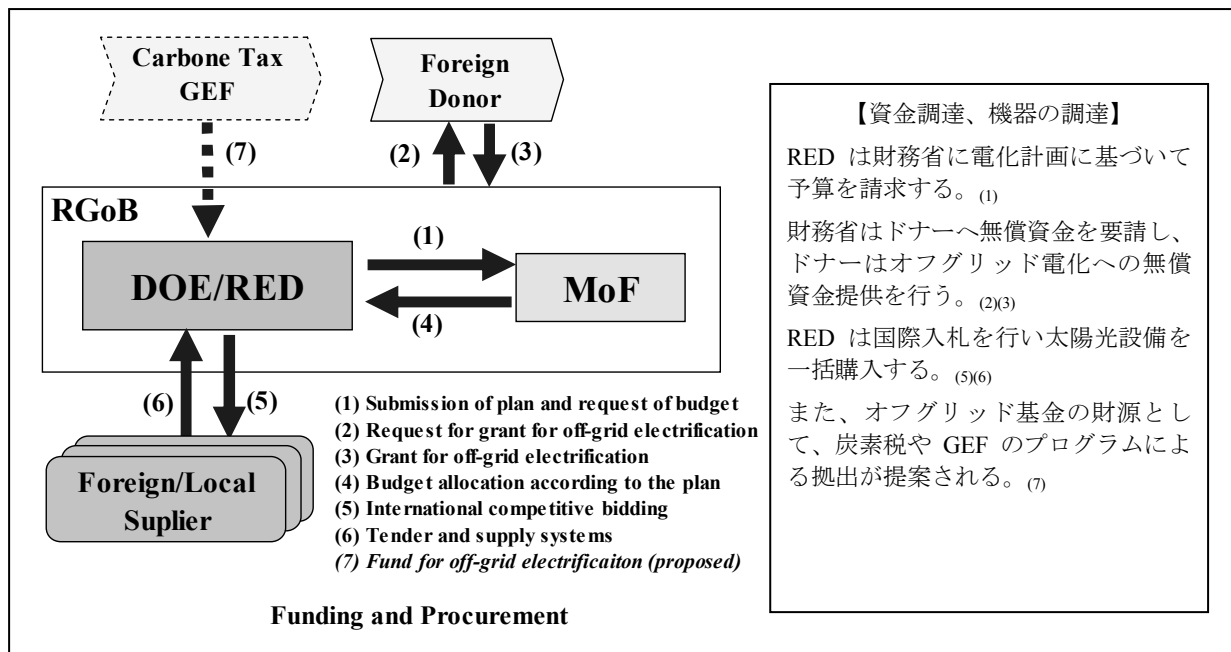 Carbone Tax
GEF
Foreign
Donor
(7)
(2)
(3)
RGoB
DOE/RED
(1)
(4)
MoF
(6)
(5)
Foreign/Local
Suplier
(1) Submission of plan and request of budget
(2) Request for grant for off-grid electrification
(3) Grant for off-grid electrification
(4) Budget allocation according to the plan
(5) International competitive bidding
(6) Tender and supply systems
(7) Fund for off-grid electrificaiton (proposed)
Funding and Procurement
【資金調達、機器の調達】
RED は財務省に電化計画に基づいて
予算を請求する。(1)
財務省はドナーへ無償資金を要請し、
ドナーはオフグリッド電化への無償
資金提供を行う。(2)(3)
RED は国際入札を行い太陽光設備を
一括購入する。(5)(6)
また、オフグリッド基金の財源とし
て、炭素税や GEF のプログラムによ
る拠出が提案される。(7)